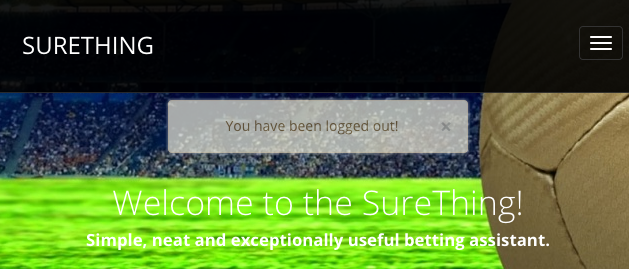 SURETHING
You have been logged out! ×
Welcome to the SureThing!
Simple, neat and exceptionally useful betting assistant.